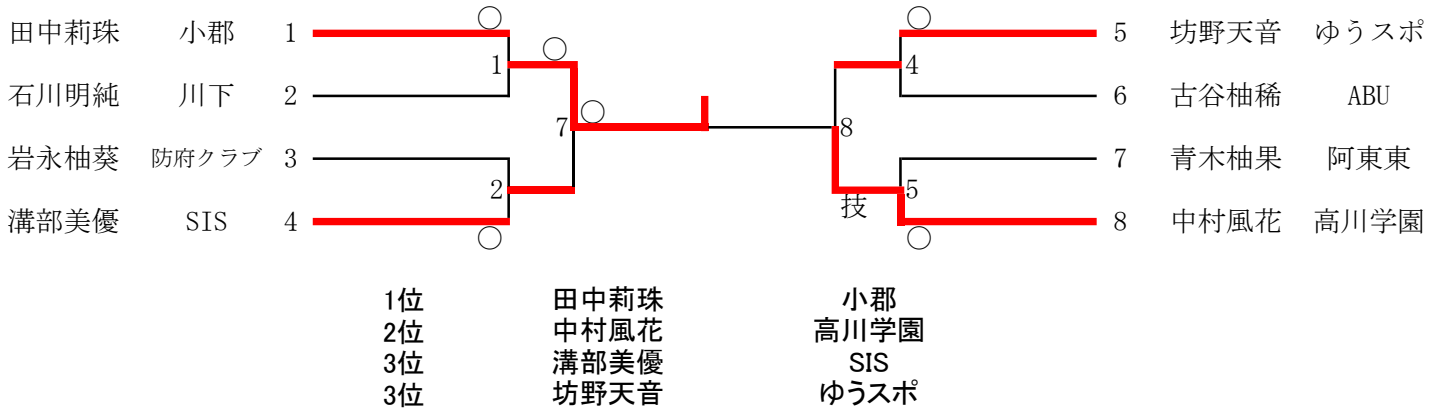 田中莉珠 小郡 1 ○ ○ 5 坊野天音 ゆうスポ
○
1 4
石川明純 川下 2 6 古谷柚稀 ABU
○
7 8
岩永柚葵 防府クラブ 3 7 青木柚果 阿東東
2 5
技
溝部美優 SIS 4 8 中村風花 高川学園
○ ○
1位 田中莉珠 小郡
2位 中村風花 高川学園
3位 溝部美優 SIS
3位 坊野天音 ゆうスポ